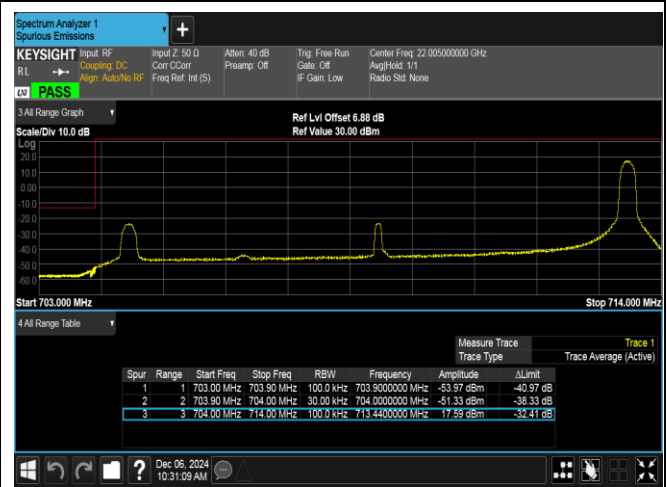 Spectrum Analyzer 1
Spurious Emissions
+
KEYSIGHT Input: RF Input Z: 50 Ω Atten: 40 dB Trig: Free Run Center Freq: 22.005000000 GHz
RL Coupling: DC Corr CCorr Preamp: Off Gate: Off Avg|Hold: 1/1
Align: Auto/No RF Freq Ref: Int (S) IF Gain: Low Radio Std: None
LXI PASS
3 All Range Graph Ref Lvl Offset 6.88 dB
Scale/Div 10.0 dB Ref Value 30.00 dBm
Log
20.0
10.0
0.00
-10.0
-20.0
-30.0
-40.0
-50.0
-60.0
Start 703.000 MHz Stop 714.000 MHz
4 All Range Table
Measure Trace Trace 1
Trace Type Trace Average (Active)
Spur Range Start Freq Stop Freq RBW Frequency Amplitude ΔLimit
1 1 703.00 MHz 703.90 MHz 100.0 kHz 703.9000000 MHz -53.97 dBm -40.97 dB
2 2 703.90 MHz 704.00 MHz 30.00 kHz 704.0000000 MHz -51.33 dBm -38.33 dB
3 3 704.00 MHz 714.00 MHz 100.0 kHz 713.4400000 MHz 17.59 dBm -32.41 dB
? Dec 06, 2024
10:31:09 AM